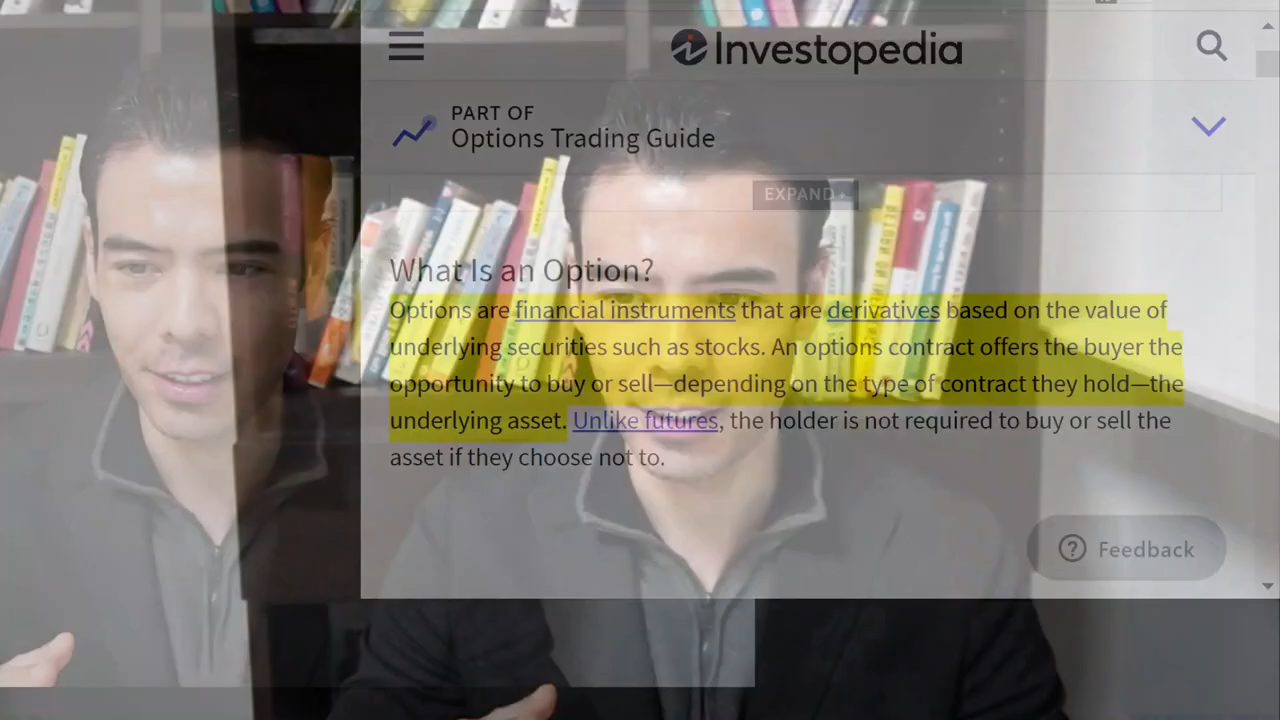 Investopedia
PART OF
Options Trading Guide
EXPAND +
What Is an Option?
Options are financial instruments that are derivatives based on the value of
underlying securities such as stocks. An options contract offers the buyer the
opportunity to buy or sell—depending on the type of contract they hold—the
underlying asset. Unlike futures, the holder is not required to buy or sell the
asset if they choose not to.
Feedback